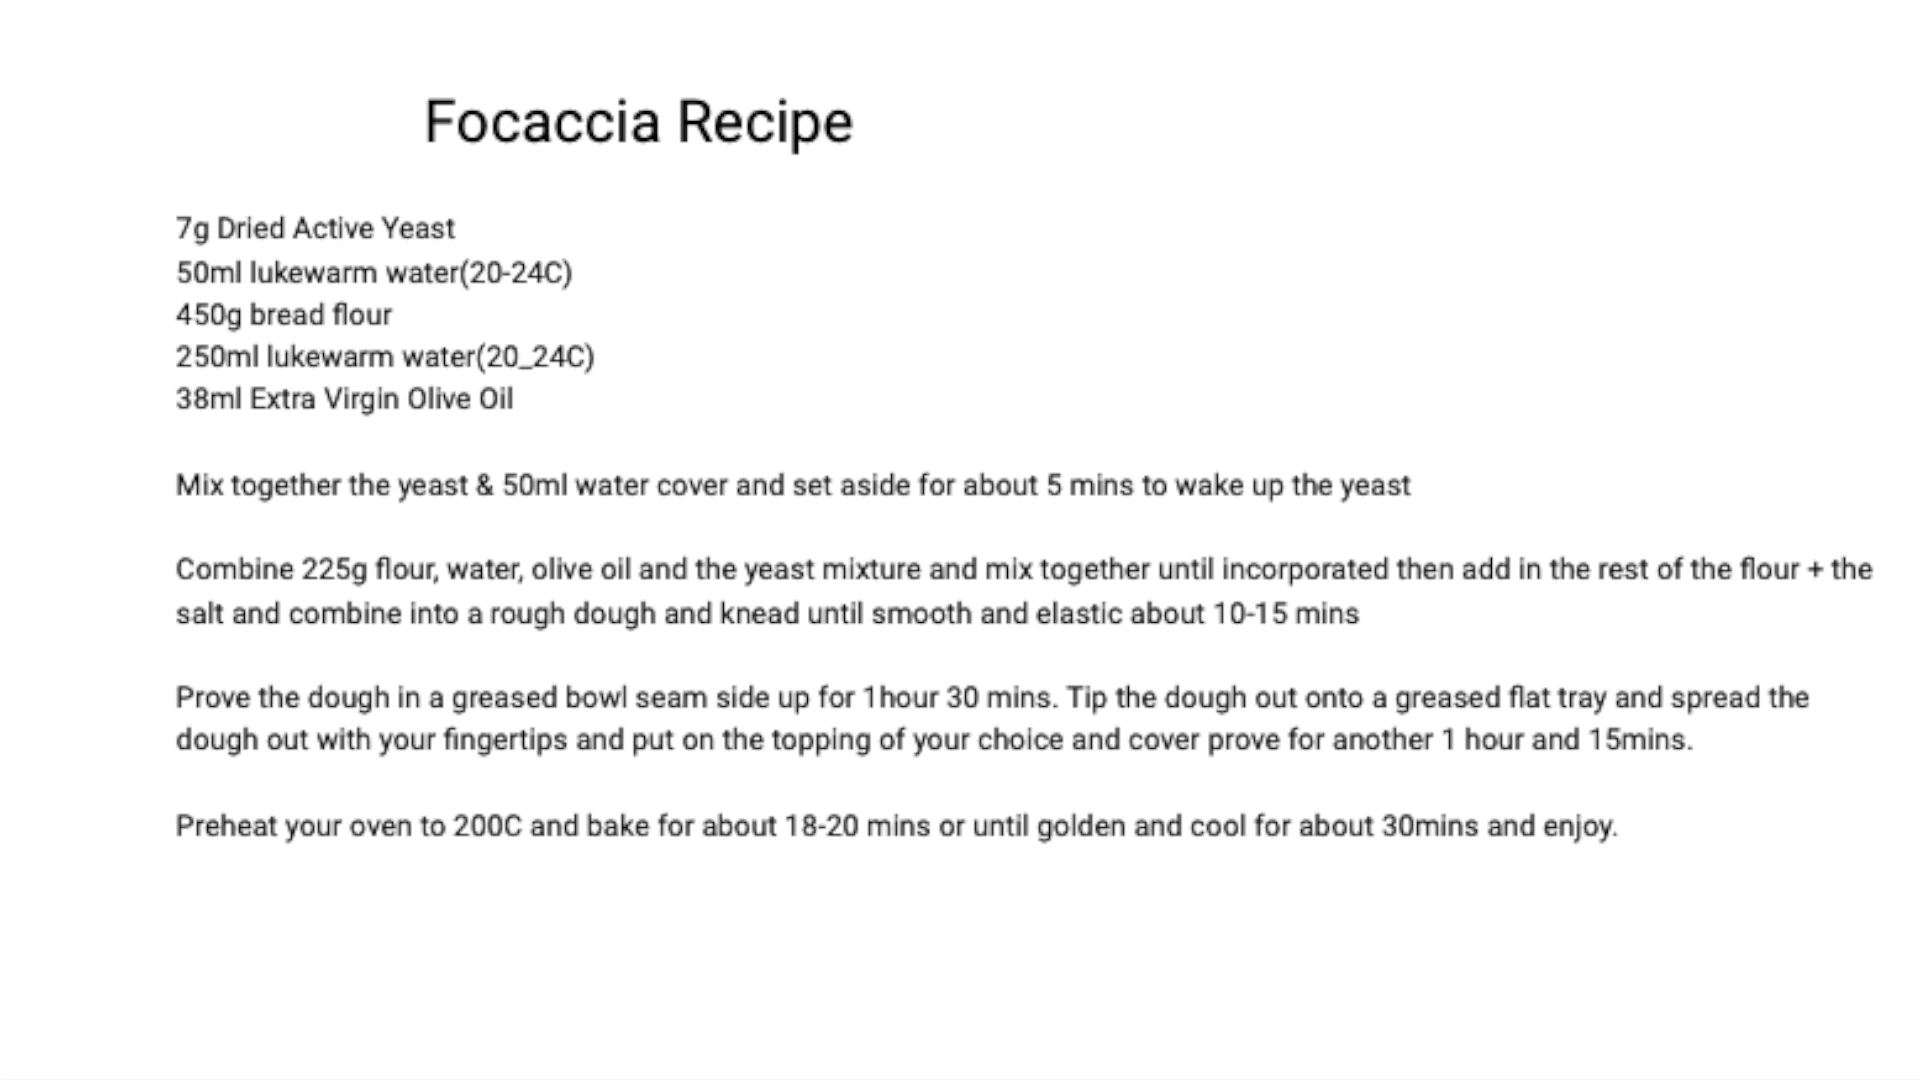 Focaccia Recipe
7g Dried Active Yeast
50ml lukewarm water(20-24C)
450g bread flour
250ml lukewarm water(20_24C)
38ml Extra Virgin Olive Oil
Mix together the yeast & 50ml water cover and set aside for about 5 mins to wake up the yeast
Combine 225g flour, water, olive oil and the yeast mixture and mix together until incorporated then add in the rest of the flour + the
salt and combine into a rough dough and knead until smooth and elastic about 10-15 mins
Prove the dough in a greased bowl seam side up for 1hour 30 mins. Tip the dough out onto a greased flat tray and spread the
dough out with your fingertips and put on the topping of your choice and cover prove for another 1 hour and 15mins.
Preheat your oven to 200C and bake for about 18-20 mins or until golden and cool for about 30mins and enjoy.